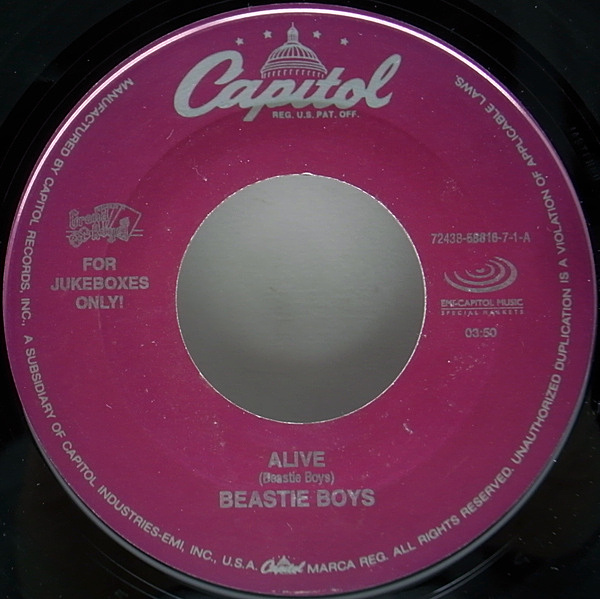 Capitol
REG. U.S. PAT. OFF.
Grand Royal
FOR
JUKEBOXES
ONLY!
72438-58816-7-1-A
EMI-CAPITOL MUSIC
SPECIAL MARKETS
03:50
ALIVE
(Beastie Boys)
BEASTIE BOYS
MANUFACTURED BY CAPITOL RECORDS, INC., A SUBSIDIARY OF CAPITOL INDUSTRIES-EMI, INC., U.S.A. Capitol MARCA REG. ALL RIGHTS RESERVED. UNAUTHORIZED DUPLICATION IS A VIOLATION OF APPLICABLE LAWS.